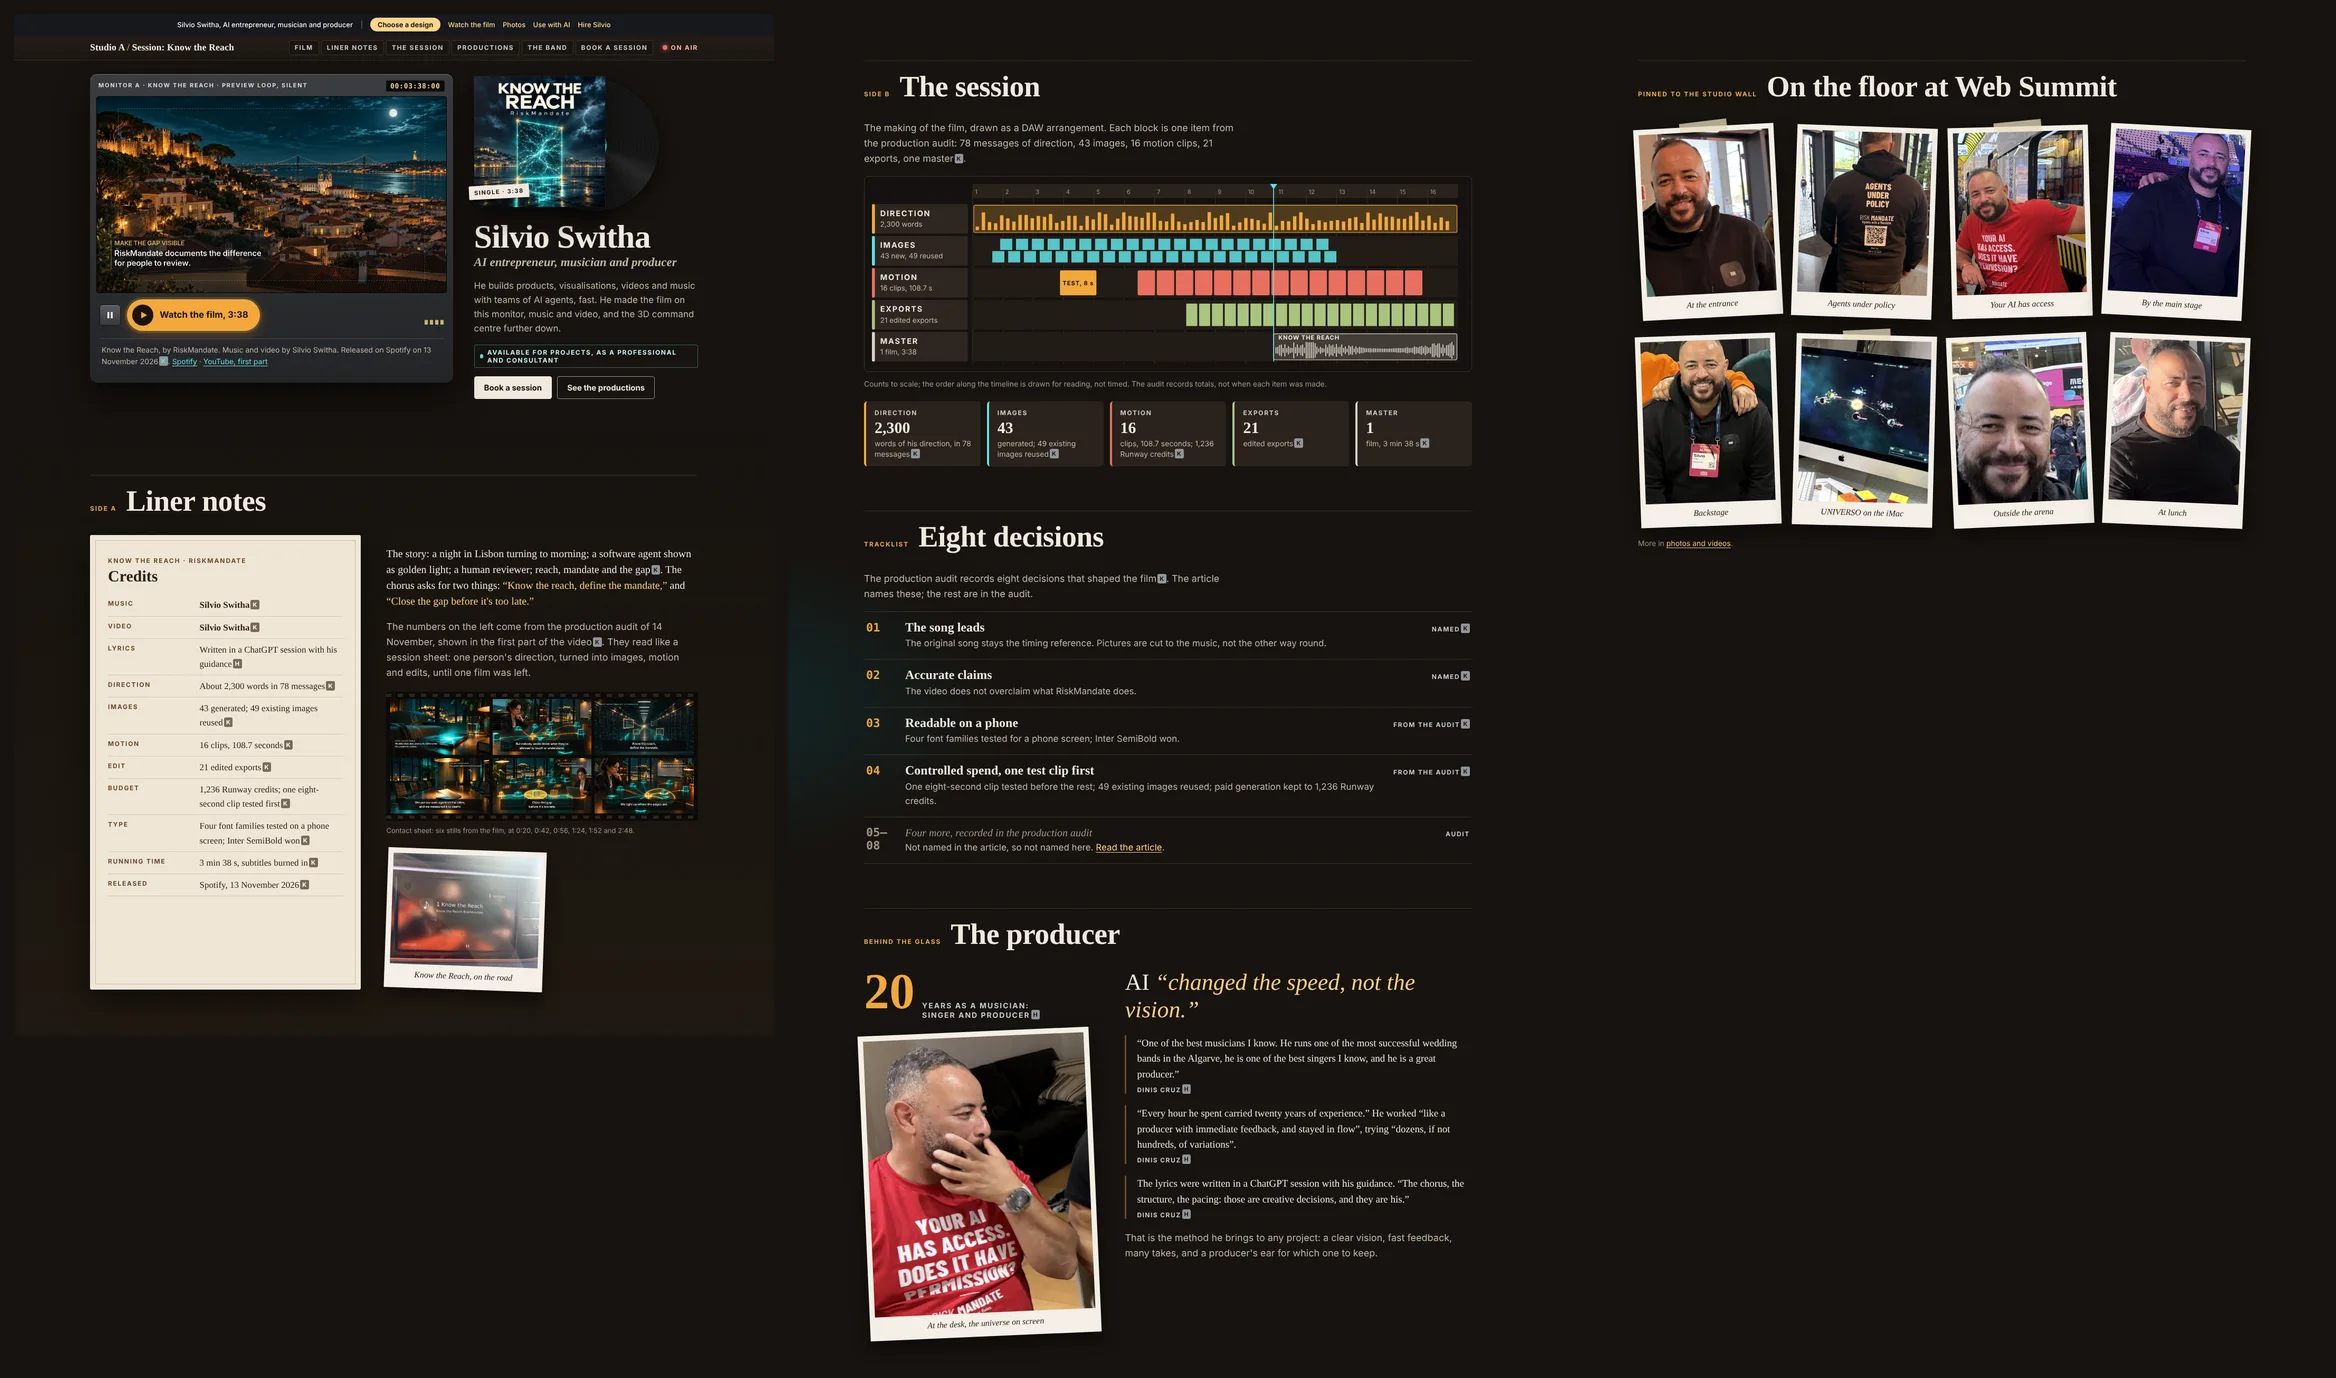 Silvio Switha, AI entrepreneur, musician and producer
Choose a design
Watch the film
Photos
Use with AI
Hire Silvio
Studio A / Session: Know the Reach
FILM
LINER NOTES
THE SESSION
PRODUCTIONS
THE BAND
BOOK A SESSION
ON AIR
MONITOR A · KNOW THE REACH · PREVIEW LOOP, SILENT
00:03:38:00
MAKE THE GAP VISIBLE
RiskMandate documents the difference
for people to review.
Watch the film, 3:38
Know the Reach, by RiskMandate. Music and video by Silvio Switha. Released on Spotify on 13
November 2026 K. Spotify · YouTube, first part
KNOW THE
REACH
RiskMandate
SINGLE · 3:38
Silvio Switha
AI entrepreneur, musician and producer
He builds products, visualisations, videos and music
with teams of AI agents, fast. He made the film on
this monitor, music and video, and the 3D command
centre further down.
AVAILABLE FOR PROJECTS, AS A PROFESSIONAL
AND CONSULTANT
Book a session
See the productions
SIDE A
Liner notes
KNOW THE REACH · RISKMANDATE
Credits
MUSIC
Silvio Switha K
VIDEO
Silvio Switha K
LYRICS
Written in a ChatGPT session with his
guidance H
DIRECTION
About 2,300 words in 78 messages K
IMAGES
43 generated; 49 existing images
reused K
MOTION
16 clips, 108.7 seconds K
EDIT
21 edited exports K
BUDGET
1,236 Runway credits; one eight-
second clip tested first K
TYPE
Four font families tested on a phone
screen; Inter SemiBold won K
RUNNING TIME
3 min 38 s, subtitles burned in K
RELEASED
Spotify, 13 November 2026 K
The story: a night in Lisbon turning to morning; a software agent shown
as golden light; a human reviewer; reach, mandate and the gap K. The
chorus asks for two things: “Know the reach, define the mandate,” and
“Close the gap before it's too late.”
The numbers on the left come from the production audit of 14
November, shown in the first part of the video K. They read like a
session sheet: one person's direction, turned into images, motion
and edits, until one film was left.
Contact sheet: six stills from the film, at 0:20, 0:42, 0:56, 1:24, 1:52 and 2:48.
1 Know the Reach
Know the Reach, on the road
SIDE B
The session
The making of the film, drawn as a DAW arrangement. Each block is one item from
the production audit: 78 messages of direction, 43 images, 16 motion clips, 21
exports, one master K.
1 2 3 4 5 6 7 8 9 10 11 12 13 14 15 16
DIRECTION
2,300 words
IMAGES
43 new, 49 reused
MOTION
16 clips, 108.7 s
TEST, 8 s
EXPORTS
21 edited exports
MASTER
1 film, 3:38
KNOW THE REACH
Counts to scale; the order along the timeline is drawn for reading, not timed. The audit records totals, not when each item was made.
DIRECTION
2,300
words of his direction, in 78
messages K
IMAGES
43
generated; 49 existing
images reused K
MOTION
16
clips, 108.7 seconds; 1,236
Runway credits K
EXPORTS
21
edited exports K
MASTER
1
film, 3 min 38 s K
TRACKLIST
Eight decisions
The production audit records eight decisions that shaped the film K. The article
names these; the rest are in the audit.
01
The song leads
NAMED K
The original song stays the timing reference. Pictures are cut to the music, not the other way round.
02
Accurate claims
NAMED K
The video does not overclaim what RiskMandate does.
03
Readable on a phone
FROM THE AUDIT K
Four font families tested for a phone screen; Inter SemiBold won.
04
Controlled spend, one test clip first
FROM THE AUDIT K
One eight-second clip tested before the rest; 49 existing images reused; paid generation kept to 1,236 Runway
credits.
05–
08
Four more, recorded in the production audit
AUDIT
Not named in the article, so not named here. Read the article.
BEHIND THE GLASS
The producer
20
YEARS AS A MUSICIAN:
SINGER AND PRODUCER H
YOUR AI
HAS ACCESS.
DOES IT HAVE
PERMISSION?
RISK MANDATE
At the desk, the universe on screen
AI “changed the speed, not the
vision.”
“One of the best musicians I know. He runs one of the most successful wedding
bands in the Algarve, he is one of the best singers I know, and he is a great
producer.”
DINIS CRUZ H
“Every hour he spent carried twenty years of experience.” He worked “like a
producer with immediate feedback, and stayed in flow”, trying “dozens, if not
hundreds, of variations”.
DINIS CRUZ H
The lyrics were written in a ChatGPT session with his guidance. “The chorus, the
structure, the pacing: those are creative decisions, and they are his.”
DINIS CRUZ H
That is the method he brings to any project: a clear vision, fast feedback,
many takes, and a producer's ear for which one to keep.
PINNED TO THE STUDIO WALL
On the floor at Web Summit
At the entrance
AGENTS
UNDER
POLICY
RISK MANDATE
Agents under policy
YOUR AI
HAS ACCESS.
DOES IT HAVE
PERMISSION?
Your AI has access
By the main stage
Backstage
UNIVERSO on the iMac
Outside the arena
At lunch
More in photos and videos.